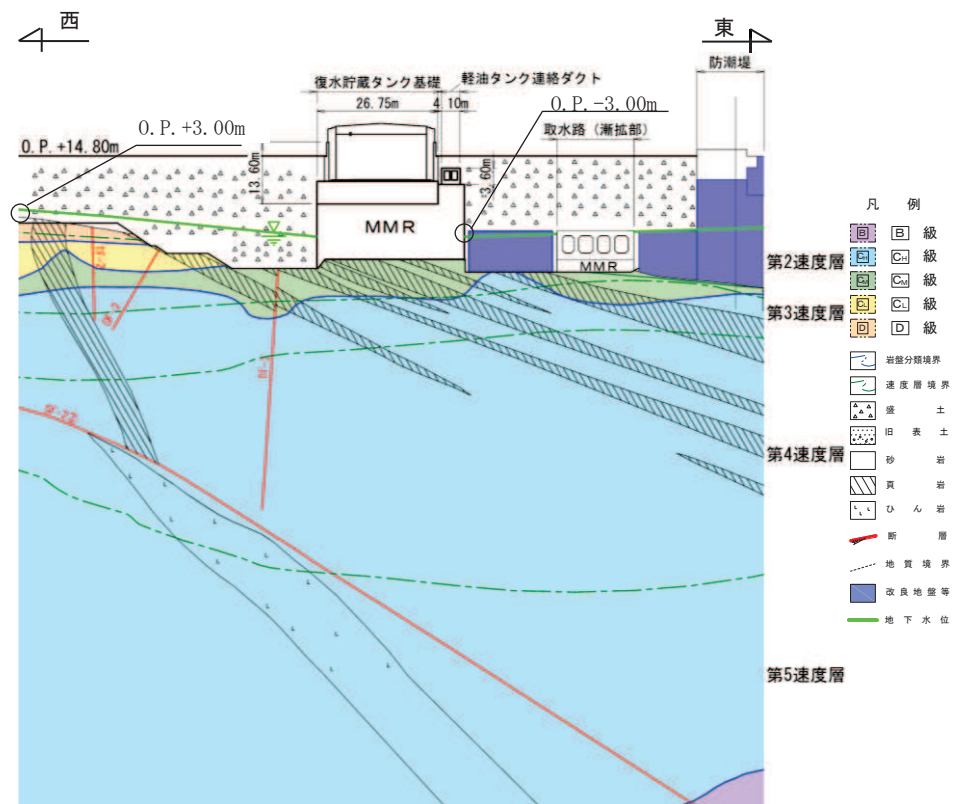 西
東
防潮堤
復水貯蔵タンク基礎
軽油タンク連絡ダクト
26.75m
4.10m
O.P.-3.00m
O.P.+3.00m
取水路（漸拡部）
O.P.+14.80m
13.60m
3.60m
MMR
MMR
第2速度層
第3速度層
第4速度層
第5速度層
凡 例
B B 級
CH CH 級
CM CM 級
CL CL 級
D D 級
岩盤分類境界
速度層境界
盛土
旧表土
砂岩
頁岩
ひん岩
断層
地質境界
改良地盤等
地下水位